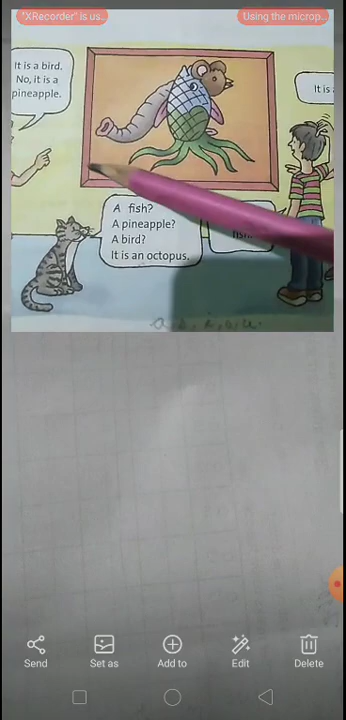 "XRecorder" is us..
Using the microp...
It is a bird.
No, it is a
pineapple.
It is
A fish?
A pineapple?
A bird?
It is an octopus.
fish.
Send
Set as
Add to
Edit
Delete